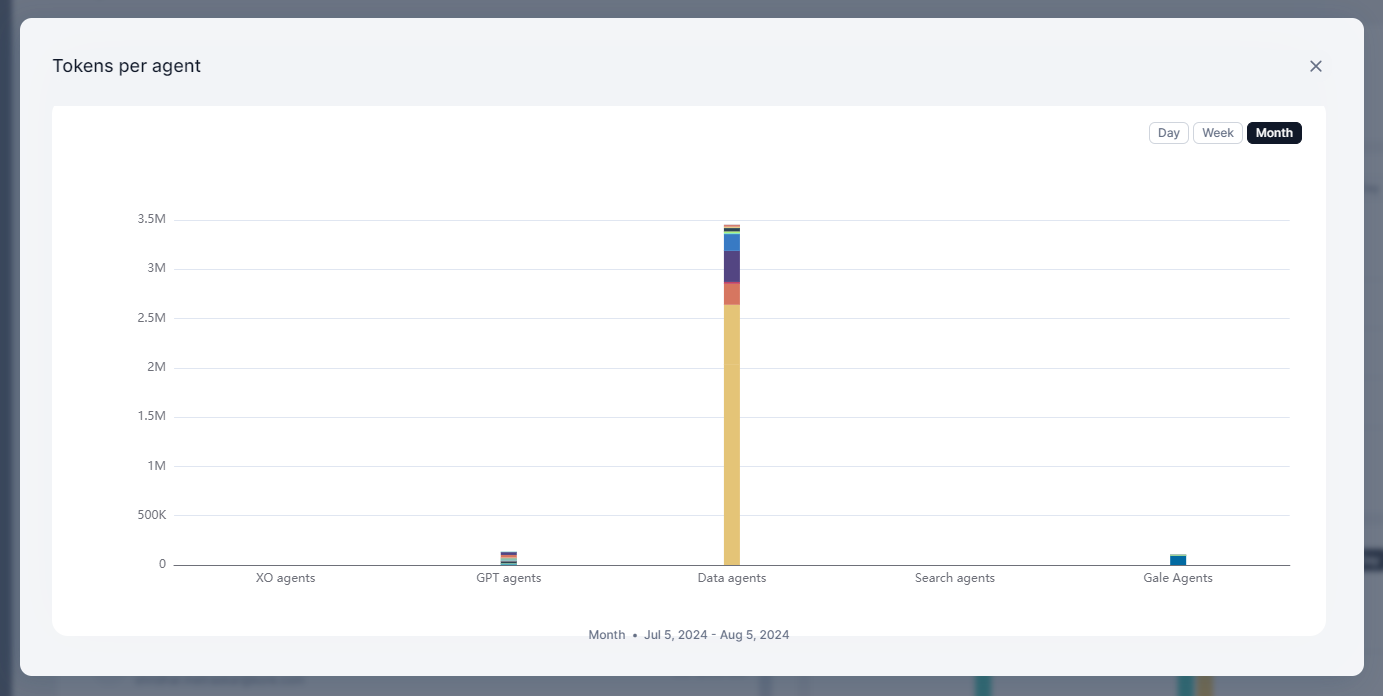 Tokens per agent
Day Week Month
3.5M
3M
2.5M
2M
1.5M
1M
500K
0
XO agents GPT agents Data agents Search agents Gale Agents
Month • Jul 5, 2024 - Aug 5, 2024